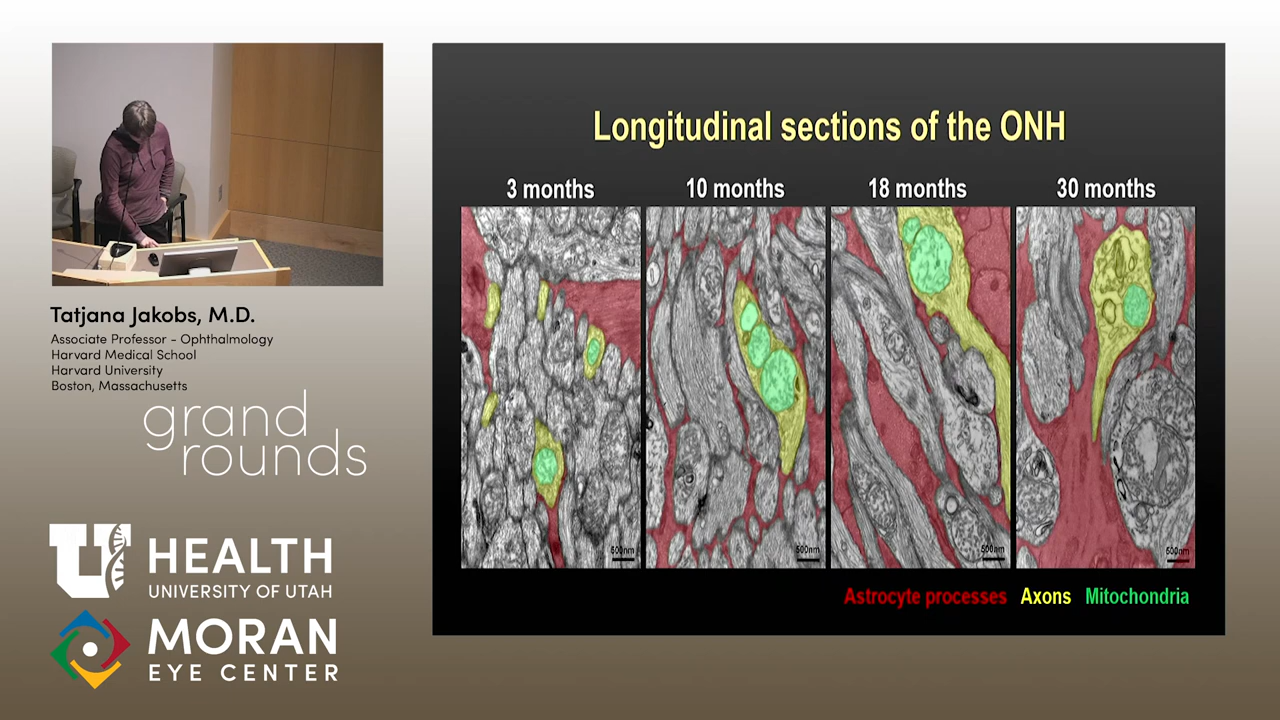 Longitudinal sections of the ONH
3 months
10 months
18 months
30 months
500nm
500nm
500nm
500nm
Astrocyte processes Axons Mitochondria
Tatjana Jakobs, M.D.
Associate Professor - Ophthalmology
Harvard Medical School
Harvard University
Boston, Massachusetts
grand
rounds
U
HEALTH
UNIVERSITY OF UTAH
MORAN
EYE CENTER